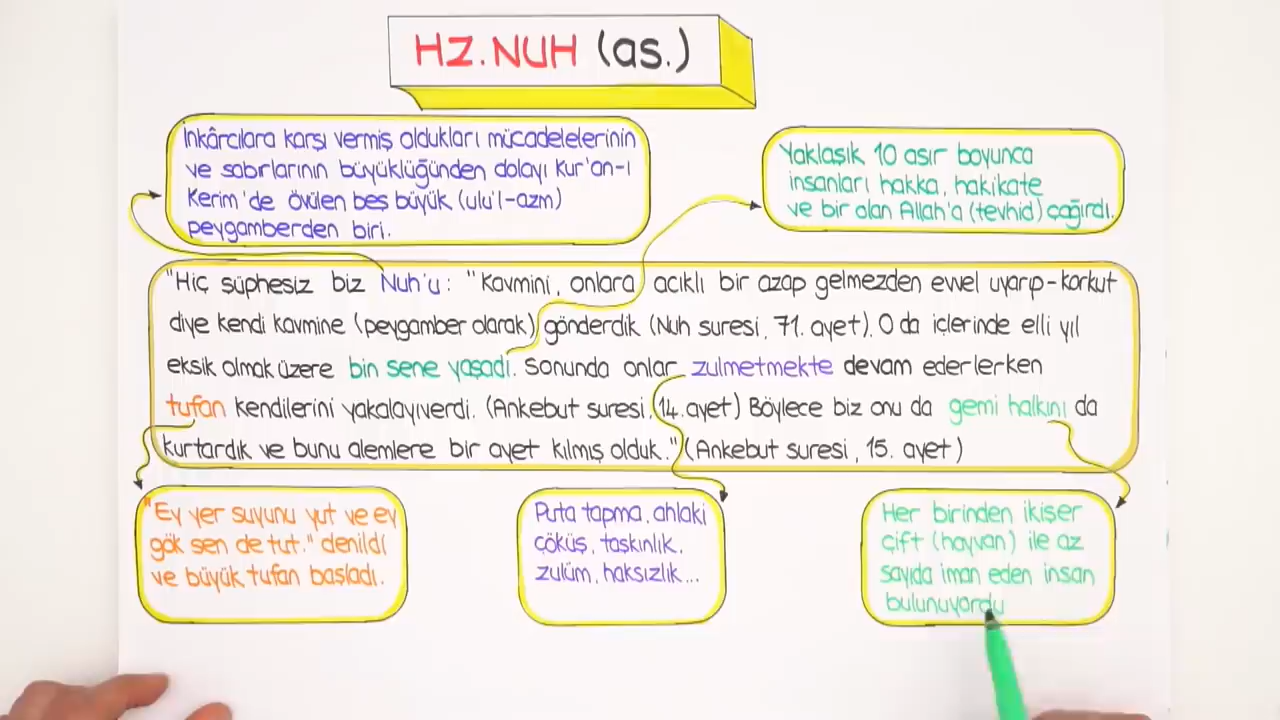 HZ.NUH (as.)
İnkârcılara karşı vermiş oldukları mücadelelerinin
ve sabırlarının büyüklüğünden dolayı Kur'an-ı
Kerim'de övülen beş büyük (ulu'l-azm)
peygamberden biri.
Yaklaşık 10 asır boyunca
insanları hakka, hakikate
ve bir olan Allah'a (tevhid) çağırdı.
"Hiç şüphesiz biz Nuh'u: "Kavmini, onlara acıklı bir azap gelmezden evvel uyarıp-korkut
diye kendi kavmine (peygamber olarak) gönderdik (Nuh suresi, 71. ayet). O da içlerinde elli yıl
eksik olmak üzere bin sene yaşadı. Sonunda onlar zulmetmekte devam ederlerken
tufan kendilerini yakalayıverdi. (Ankebut suresi, 14. ayet) Böylece biz onu da gemi halkını da
kurtardık ve bunu alemlere bir ayet kılmış olduk." (Ankebut suresi, 15. ayet)
"Ey yer suyunu yut ve ey
gök sen de tut." denildi
ve büyük tufan başladı.
Puta tapma, ahlaki
çöküş, taşkınlık,
zulüm, haksızlık...
Her birinden ikişer
çift (hayvan) ile az
sayıda iman eden insan
bulunuyordu